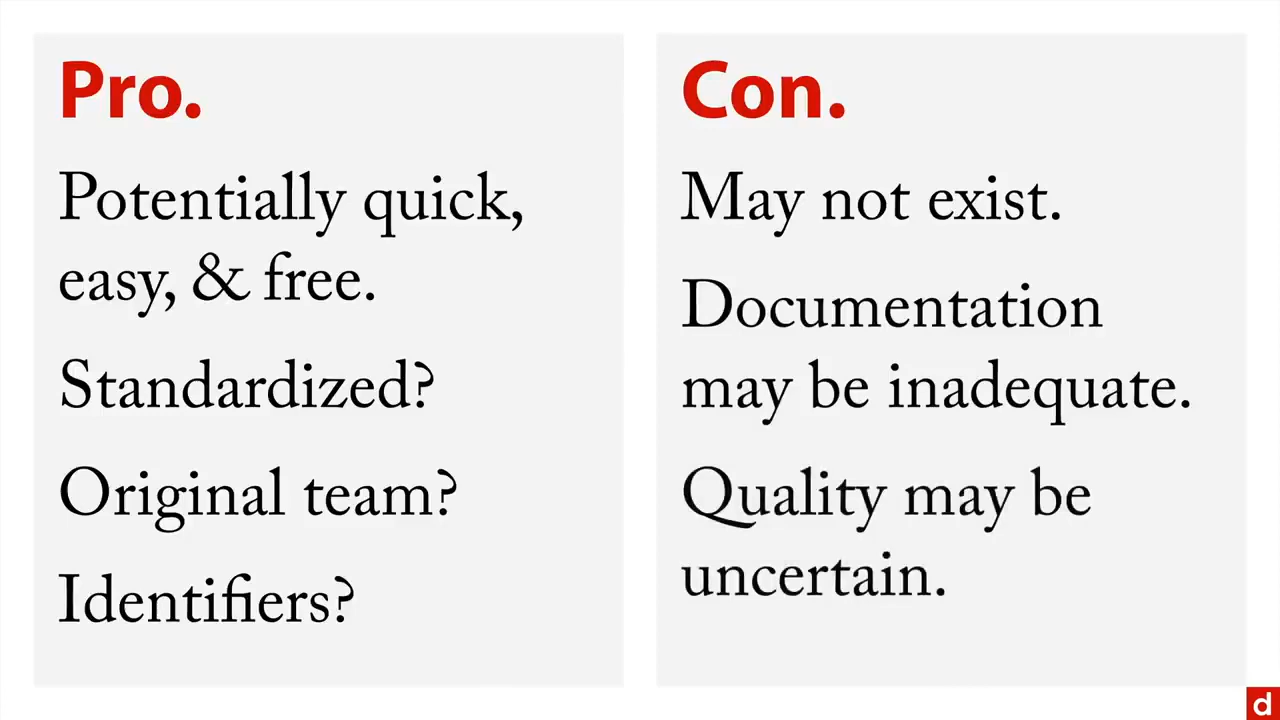 Pro.
Potentially quick,
easy, & free.
Standardized?
Original team?
Identifiers?
Con.
May not exist.
Documentation
may be inadequate.
Quality may be
uncertain.
d